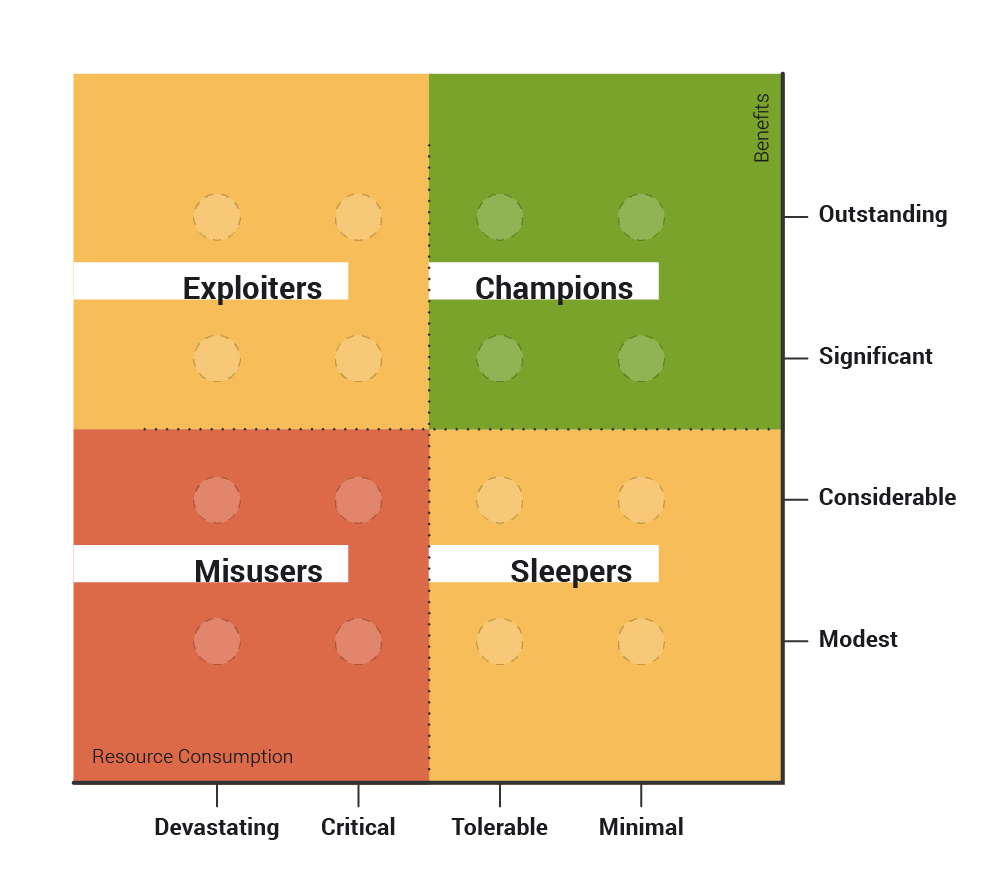 Benefits
Outstanding
Exploiters
Champions
Significant
Considerable
Misusers
Sleepers
Modest
Resource Consumption
Devastating
Critical
Tolerable
Minimal